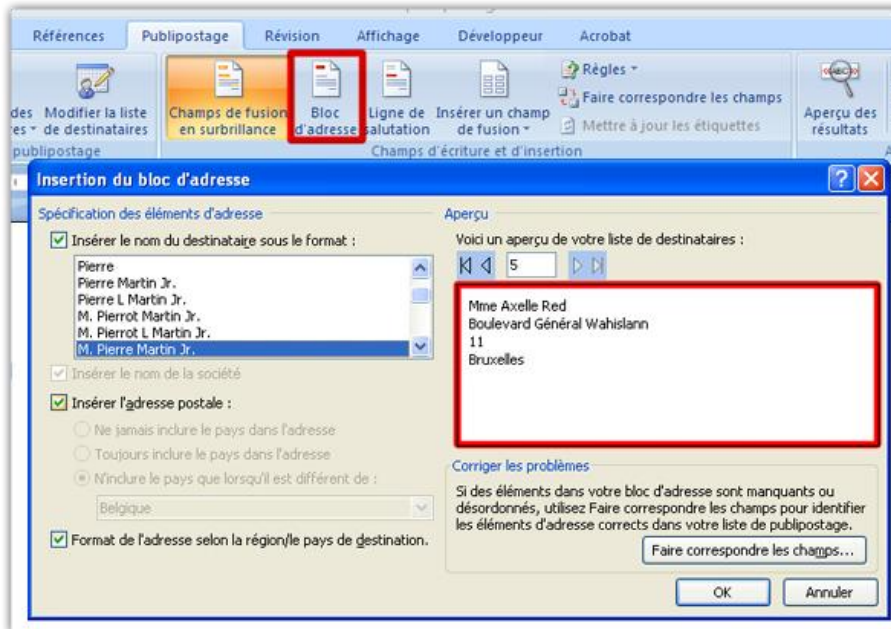 Références Publipostage Révision Affichage Développeur Acrobat
des Modifier la liste Champs de fusion Bloc Ligne de Insérer un champ Règles Aperçu des
res de destinataires en surbrillance d'adresse salutation de fusion Faire correspondre les champs résultats
Mettre à jour les étiquettes
publipostage Champs d'écriture et d'insertion
Insertion du bloc d'adresse
Spécification des éléments d'adresse
Insérer le nom du destinataire sous le format :
Pierre
Pierre Martin Jr.
Pierre L Martin Jr.
M. Pierrot Martin Jr.
M. Pierrot L Martin Jr.
M. Pierre Martin Jr.
Insérer le nom de la société
Insérer l'adresse postale :
Ne jamais inclure le pays dans l'adresse
Toujours inclure le pays dans l'adresse
N'inclure le pays que lorsqu'il est différent de :
Belgique
Format de l'adresse selon la région/le pays de destination.
Aperçu
Voici un aperçu de votre liste de destinataires :
5
Mme Axelle Red
Boulevard Général Wahislann
11
Bruxelles
Corriger les problèmes
Si des éléments dans votre bloc d'adresse sont manquants ou
désordonnés, utilisez Faire correspondre les champs pour identifier
les éléments d'adresse corrects dans votre liste de publipostage.
Faire correspondre les champs...
OK Annuler